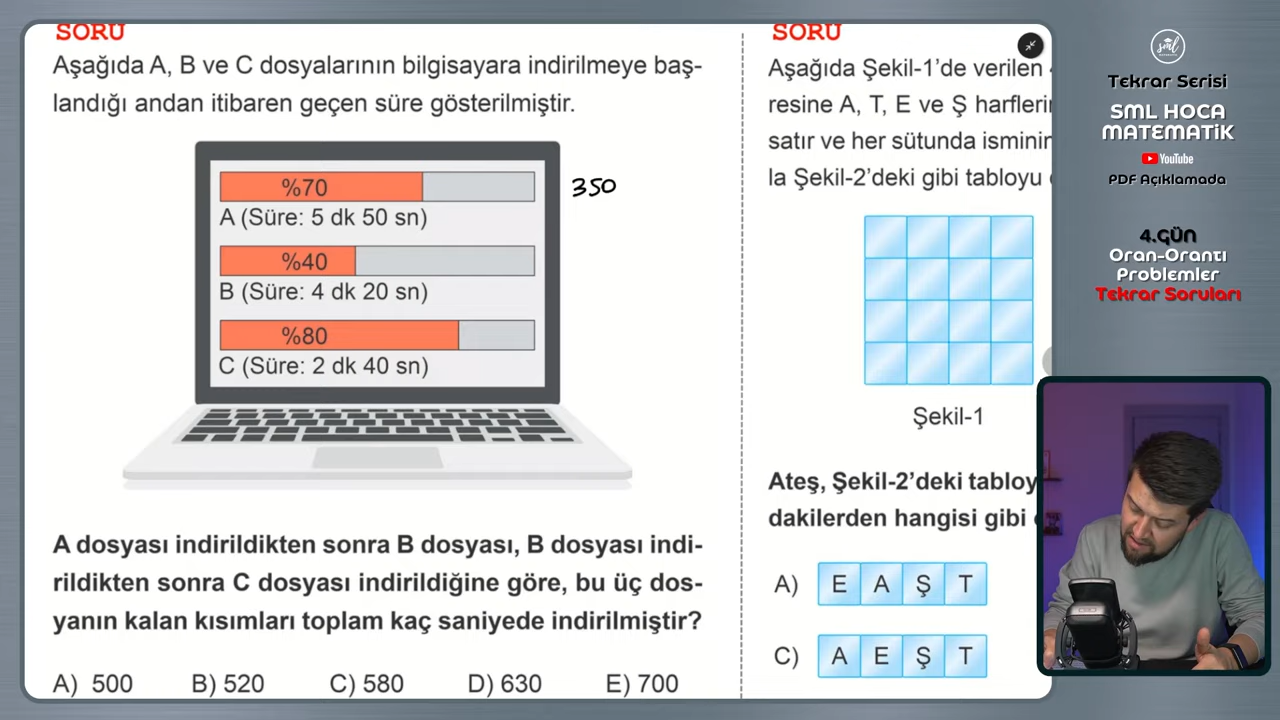 SORU
Aşağıda A, B ve C dosyalarının bilgisayara indirilmeye baş-
landığı andan itibaren geçen süre gösterilmiştir.
%70
350
A (Süre: 5 dk 50 sn)
%40
B (Süre: 4 dk 20 sn)
%80
C (Süre: 2 dk 40 sn)
A dosyası indirildikten sonra B dosyası, B dosyası indi-
rildikten sonra C dosyası indirildiğine göre, bu üç dos-
yanın kalan kısımları toplam kaç saniyede indirilmiştir?
A) 500 B) 520 C) 580 D) 630 E) 700
SORU
Aşağıda Şekil-1’de verilen
resine A, T, E ve Ş harfleri
satır ve her sütunda ismini
la Şekil-2’deki gibi tabloyu
Şekil-1
Ateş, Şekil-2’deki tabloy
dakilerden hangisi gibi
A) E A Ş T
C) A E Ş T
sml
Tekrar Serisi
SML HOCA
MATEMATİK
YouTube
PDF Açıklamada
4.GÜN
Oran-Orantı
Problemler
Tekrar Soruları